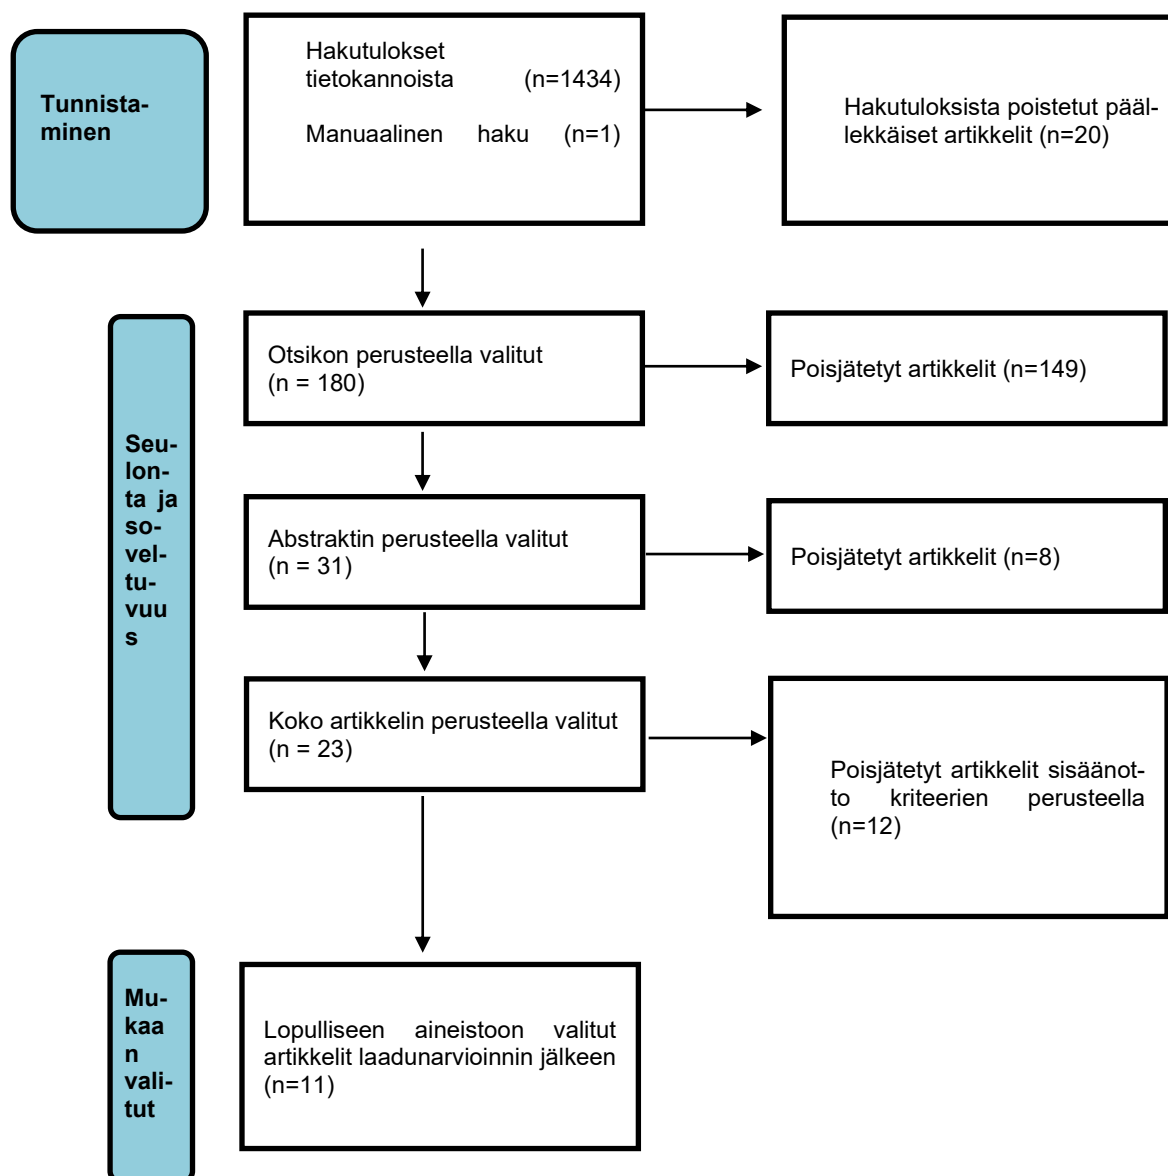 Tunnista-
minen
Hakutulokset
tietokannoista (n=1434)
Manuaalinen haku (n=1)
Hakutuloksista poistetut pääl-
lekkäiset artikkelit (n=20)
Seu-
lon-
ta ja
so-
vel-
tu-
vuu
s
Otsikon perusteella valitut
(n = 180)
Poisjätetyt artikkelit (n=149)
Abstraktin perusteella valitut
(n = 31)
Poisjätetyt artikkelit (n=8)
Koko artikkelin perusteella valitut
(n = 23)
Poisjätetyt artikkelit sisäänot-
to kriteerien perusteella
(n=12)
Mu-
kaa
n
vali-
tut
Lopulliseen aineistoon valitut
artikkelit laadunarvioinnin jälkeen
(n=11)